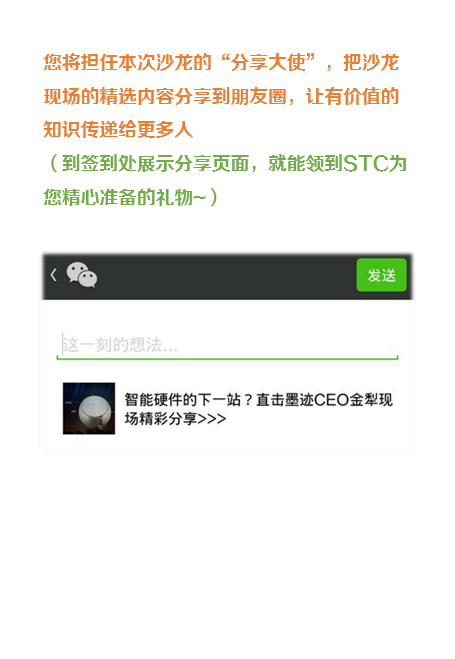 您将担任本次沙龙的“分享大使”，把沙龙
现场的精选内容分享到朋友圈，让有价值的
知识传递给更多人
（到签到处展示分享页面，就能领到STC为
您精心准备的礼物~）
发送
这一刻的想法...
智能硬件的下一站？直击墨迹CEO金犁现
场精彩分享>>>